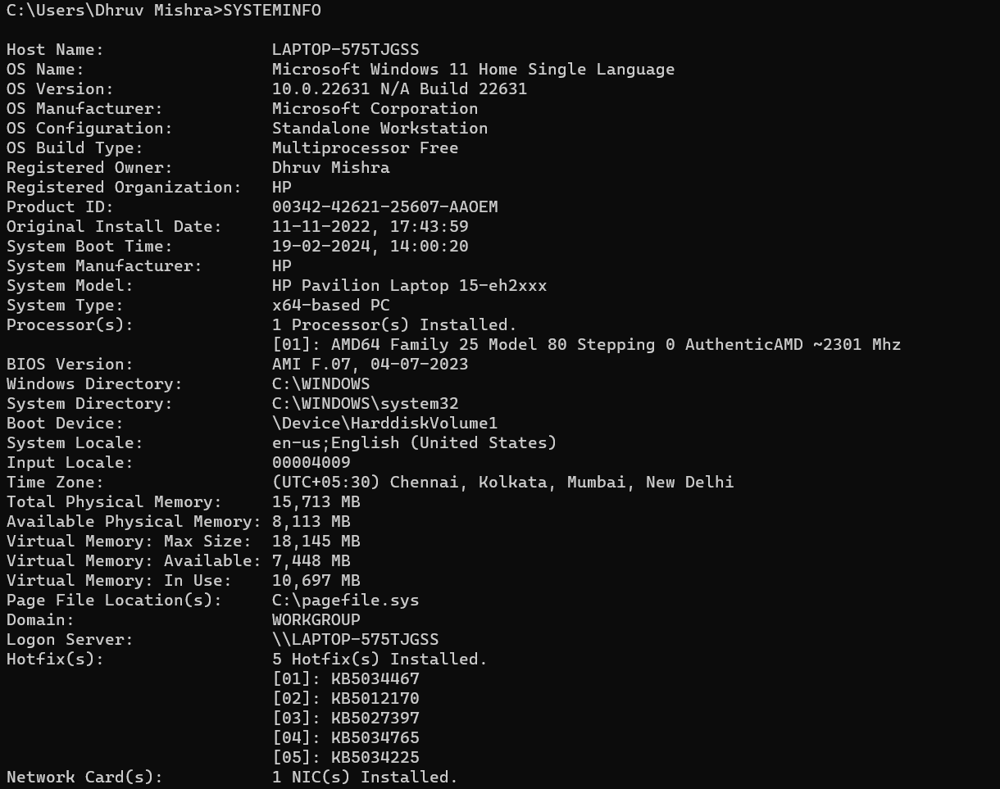 C:\Users\Dhruv Mishra>SYSTEMINFO
Host Name: LAPTOP-575TJGSS
OS Name: Microsoft Windows 11 Home Single Language
OS Version: 10.0.22631 N/A Build 22631
OS Manufacturer: Microsoft Corporation
OS Configuration: Standalone Workstation
OS Build Type: Multiprocessor Free
Registered Owner: Dhruv Mishra
Registered Organization: HP
Product ID: 00342-42621-25607-AAOEM
Original Install Date: 11-11-2022, 17:43:59
System Boot Time: 19-02-2024, 14:00:20
System Manufacturer: HP
System Model: HP Pavilion Laptop 15-eh2xxx
System Type: x64-based PC
Processor(s): 1 Processor(s) Installed.
[01]: AMD64 Family 25 Model 80 Stepping 0 AuthenticAMD ~2301 Mhz
BIOS Version: AMI F.07, 04-07-2023
Windows Directory: C:\WINDOWS
System Directory: C:\WINDOWS\system32
Boot Device: \Device\HarddiskVolume1
System Locale: en-us;English (United States)
Input Locale: 00004009
Time Zone: (UTC+05:30) Chennai, Kolkata, Mumbai, New Delhi
Total Physical Memory: 15,713 MB
Available Physical Memory: 8,113 MB
Virtual Memory: Max Size: 18,145 MB
Virtual Memory: Available: 7,448 MB
Virtual Memory: In Use: 10,697 MB
Page File Location(s): C:\pagefile.sys
Domain: WORKGROUP
Logon Server: \\LAPTOP-575TJGSS
Hotfix(s): 5 Hotfix(s) Installed.
[01]: KB5034467
[02]: KB5012170
[03]: KB5027397
[04]: KB5034765
[05]: KB5034225
Network Card(s): 1 NIC(s) Installed.